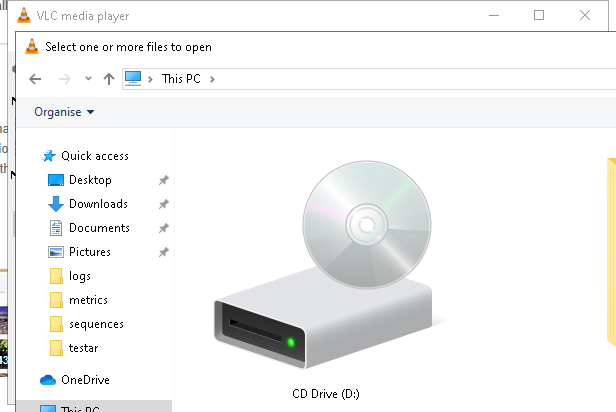 VLC media player
Select one or more files to open
This PC
Organise
Quick access
Desktop
Downloads
Documents
Pictures
logs
metrics
sequences
testar
OneDrive
This PC
CD Drive (D:)